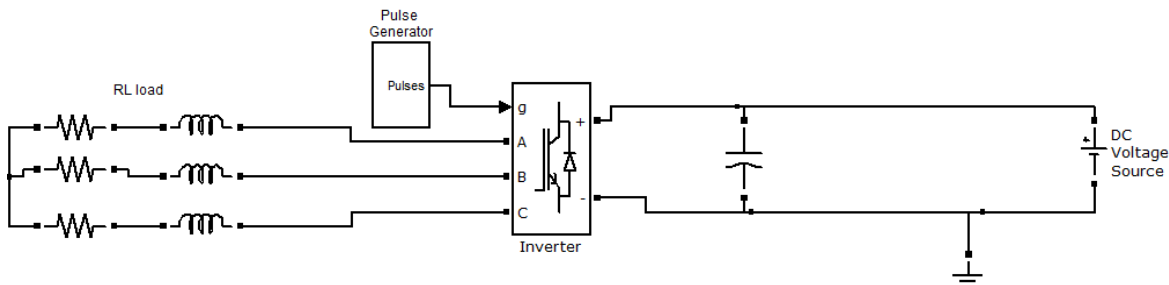 Pulse
Generator
Pulses
RL load
g
A
B
C
+
-
Inverter
+
DC
Voltage
Source